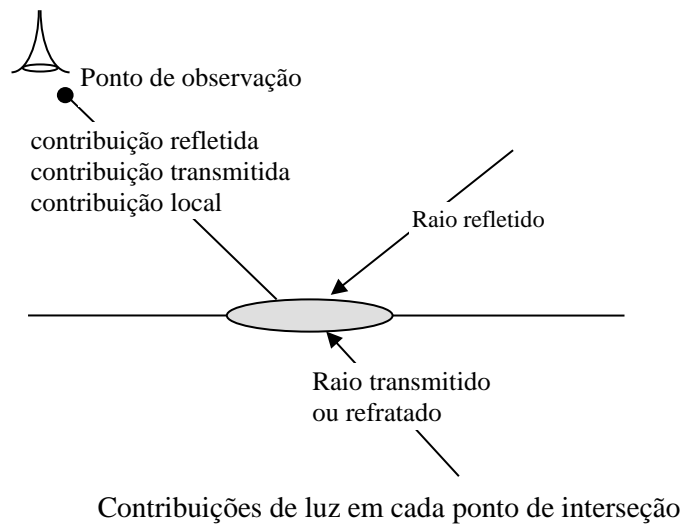 Ponto de observação
contribuição refletida
contribuição transmitida
contribuição local
Raio refletido
Raio transmitido
ou refratado
Contribuições de luz em cada ponto de interseção